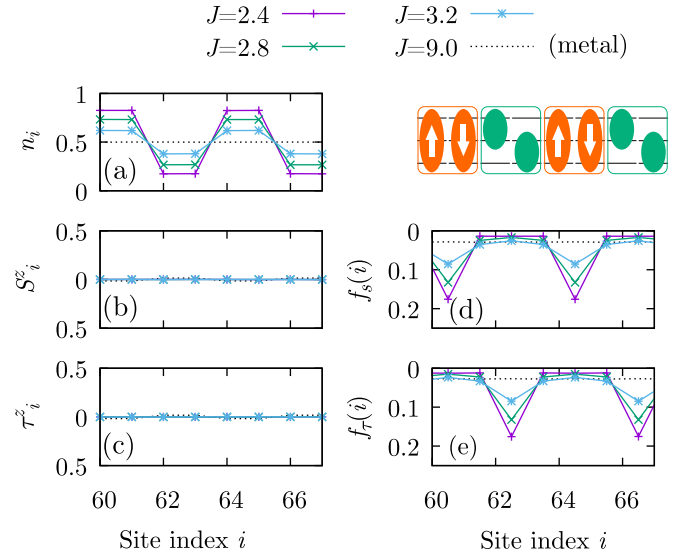 J=2.4 J=3.2
J=2.8 J=9.0 (metal)
1
0.5
0
n_i
(a)
0.5
0
0.5
S^z_i
(b)
0
0.1
0.2
f_s(i)
(d)
0.5
0
0.5
τ^z_i
(c)
0
0.1
0.2
f_τ(i)
(e)
60 62 64 66
60 62 64 66
Site index i
Site index i